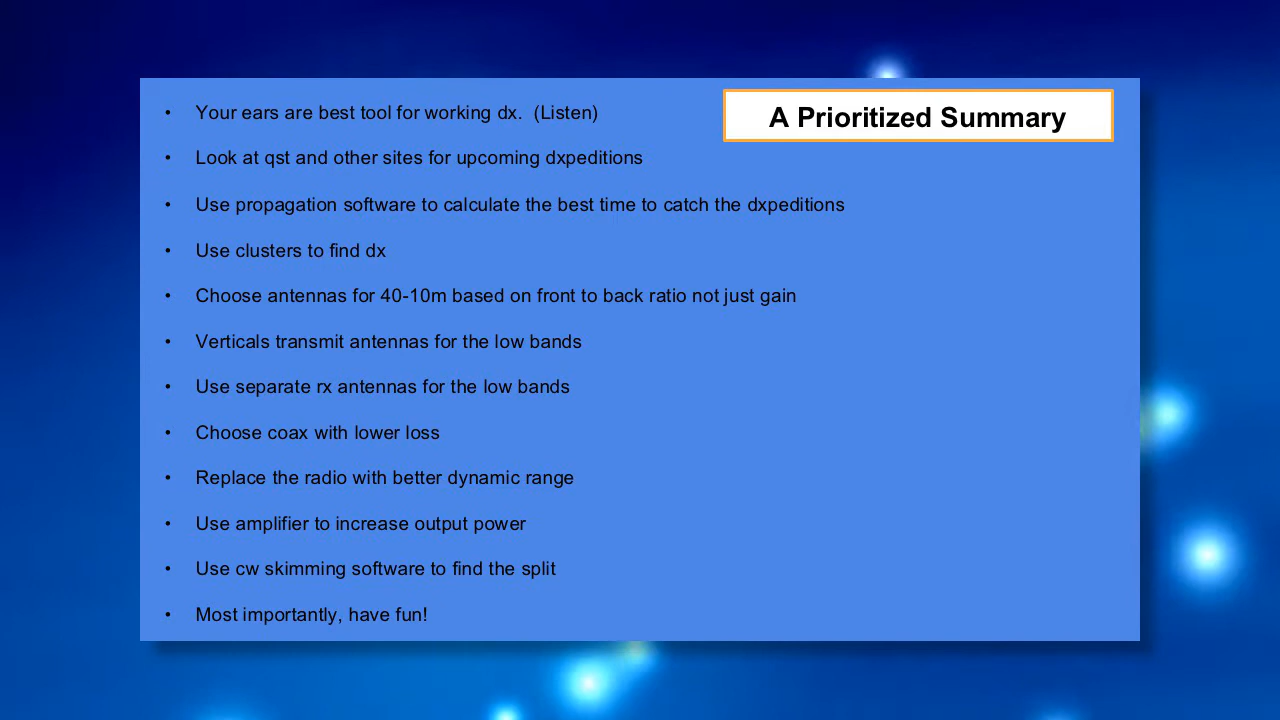 A Prioritized Summary
• Your ears are best tool for working dx.  (Listen)
• Look at qst and other sites for upcoming dxpeditions
• Use propagation software to calculate the best time to catch the dxpeditions
• Use clusters to find dx
• Choose antennas for 40-10m based on front to back ratio not just gain
• Verticals transmit antennas for the low bands
• Use separate rx antennas for the low bands
• Choose coax with lower loss
• Replace the radio with better dynamic range
• Use amplifier to increase output power
• Use cw skimming software to find the split
• Most importantly, have fun!